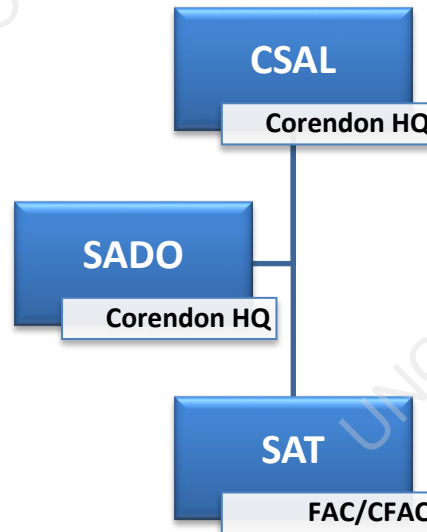 CSAL
Corendon HQ
SADO
Corendon HQ
SAT
FAC/CFAC